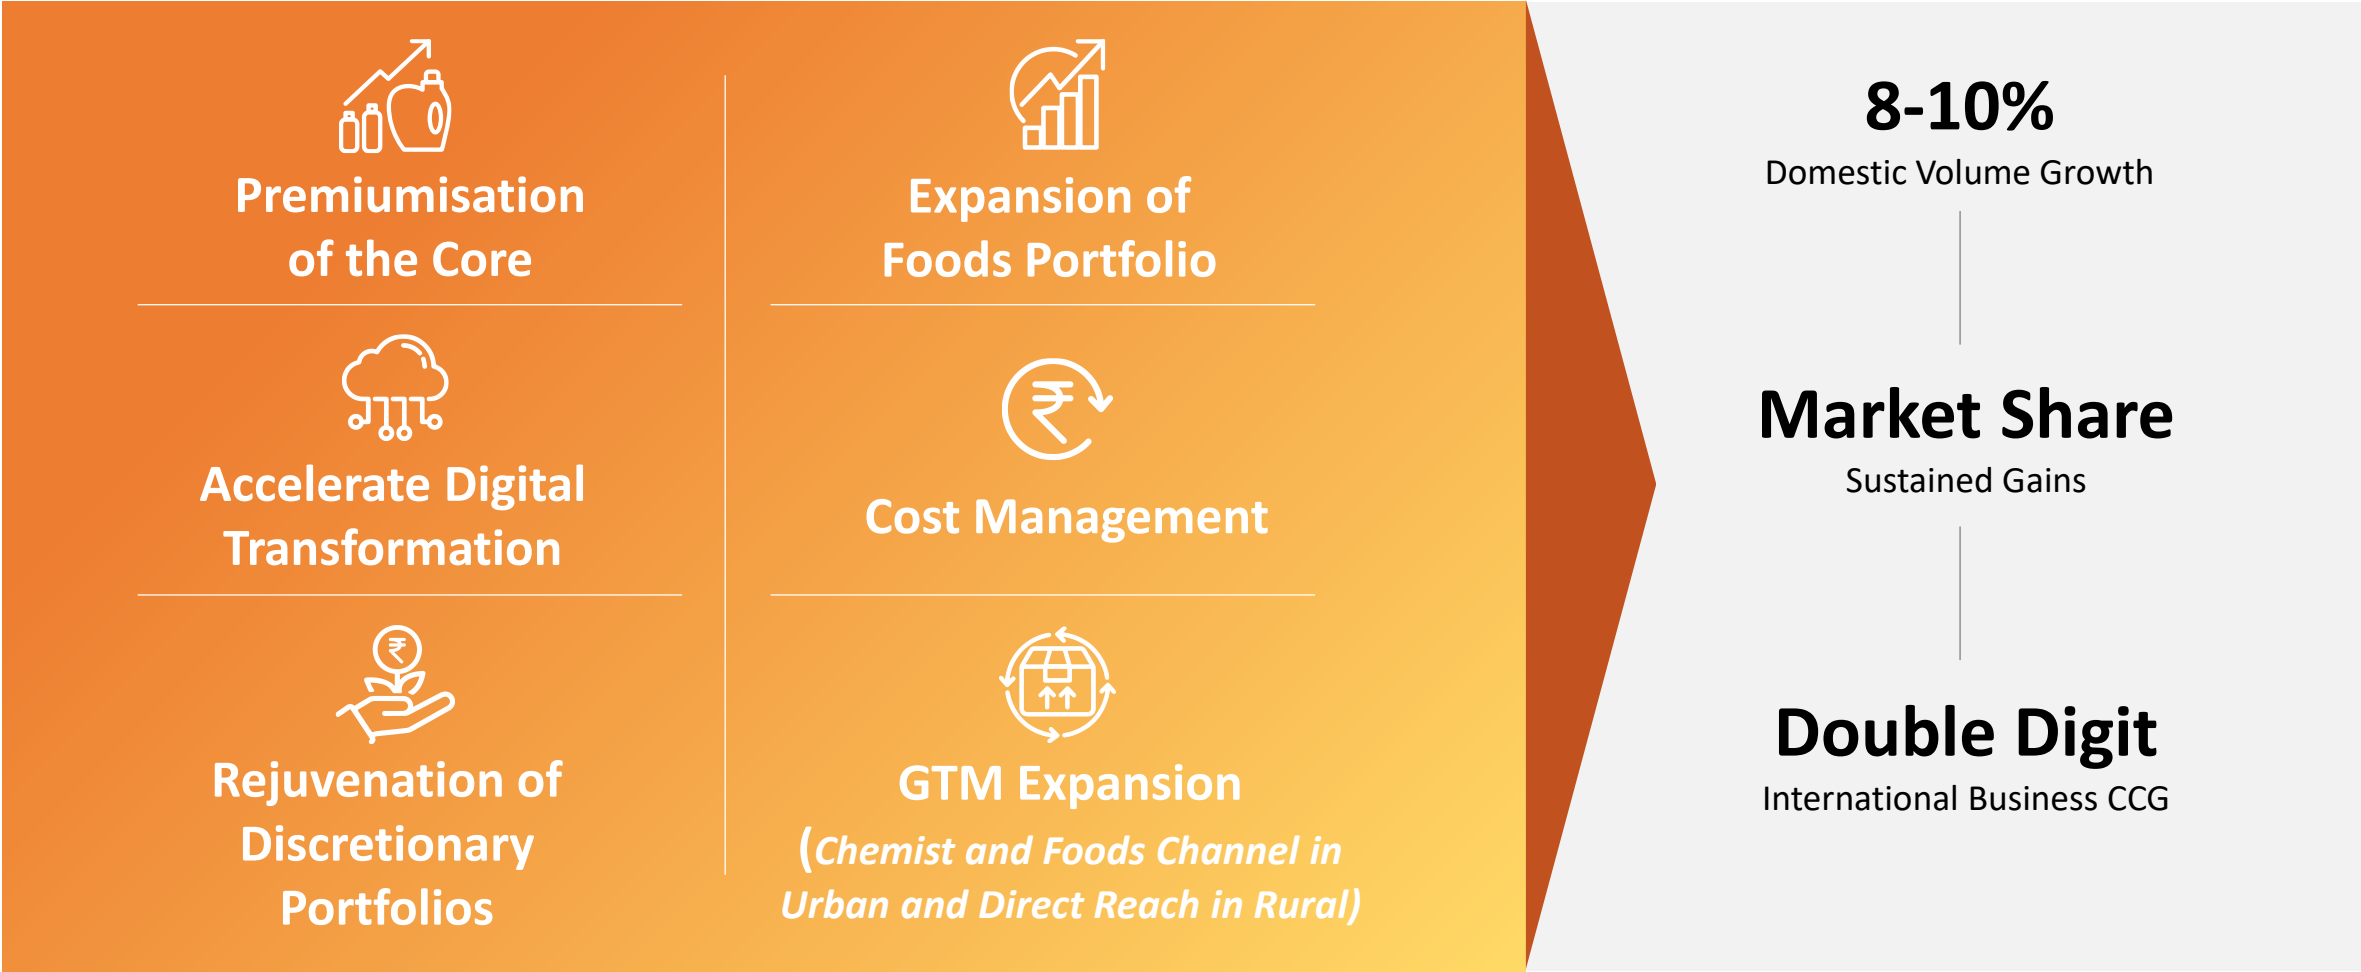 Premiumisation
of the Core
Expansion of
Foods Portfolio
Accelerate Digital
Transformation
₹
Cost Management
₹
Rejuvenation of
Discretionary
Portfolios
GTM Expansion
(Chemist and Foods Channel in
Urban and Direct Reach in Rural)
8-10%
Domestic Volume Growth
Market Share
Sustained Gains
Double Digit
International Business CCG